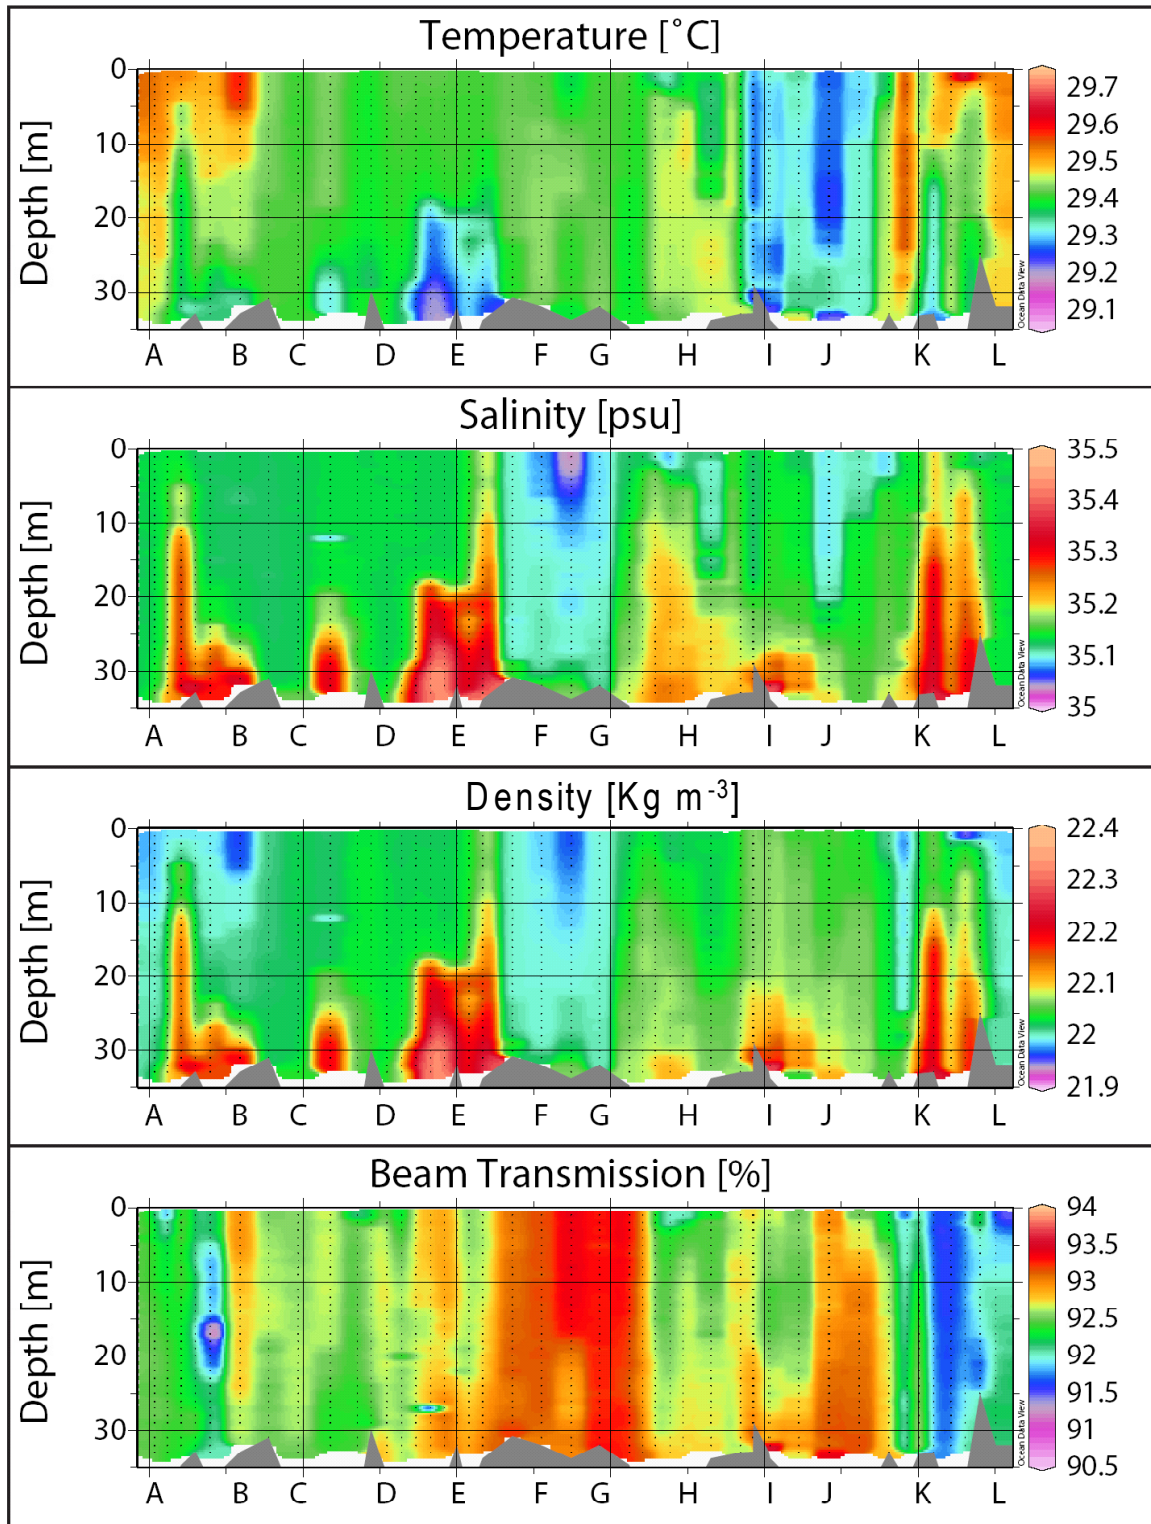 Temperature [˚C]
0
10
20
30
Depth [m]
A B C D E F G H I J K L
29.7
29.6
29.5
29.4
29.3
29.2
29.1
Ocean Data View
Salinity [psu]
0
10
20
30
Depth [m]
A B C D E F G H I J K L
35.5
35.4
35.3
35.2
35.1
35
Ocean Data View
Density [Kg m⁻³]
0
10
20
30
Depth [m]
A B C D E F G H I J K L
22.4
22.3
22.2
22.1
22
21.9
Ocean Data View
Beam Transmission [%]
0
10
20
30
Depth [m]
A B C D E F G H I J K L
94
93.5
93
92.5
92
91.5
91
90.5
Ocean Data View